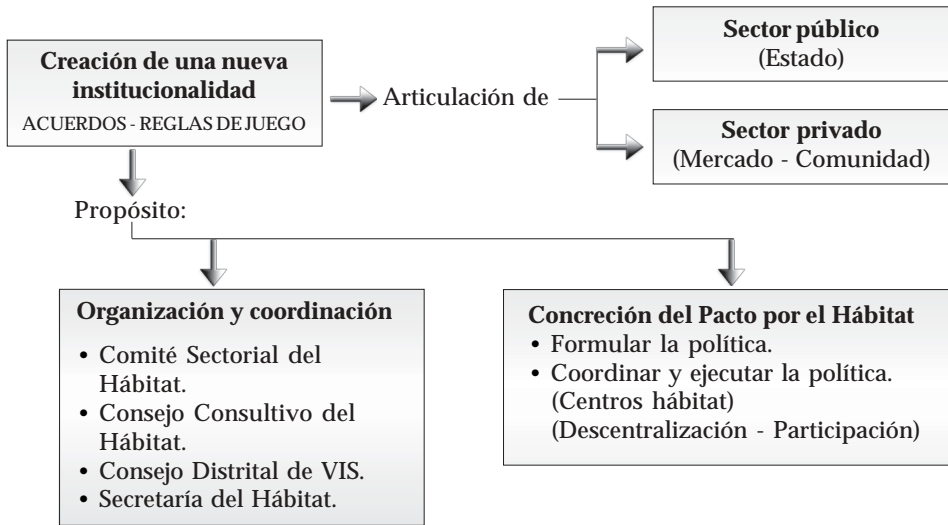 Creación de una nueva
institucionalidad
ACUERDOS - REGLAS DE JUEGO
Articulación de
Sector público
(Estado)
Sector privado
(Mercado - Comunidad)
Propósito:
Organización y coordinación
• Comité Sectorial del
Hábitat.
• Consejo Consultivo del
Hábitat.
• Consejo Distrital de VIS.
• Secretaría del Hábitat.
Concreción del Pacto por el Hábitat
• Formular la política.
• Coordinar y ejecutar la política.
(Centros hábitat)
(Descentralización - Participación)